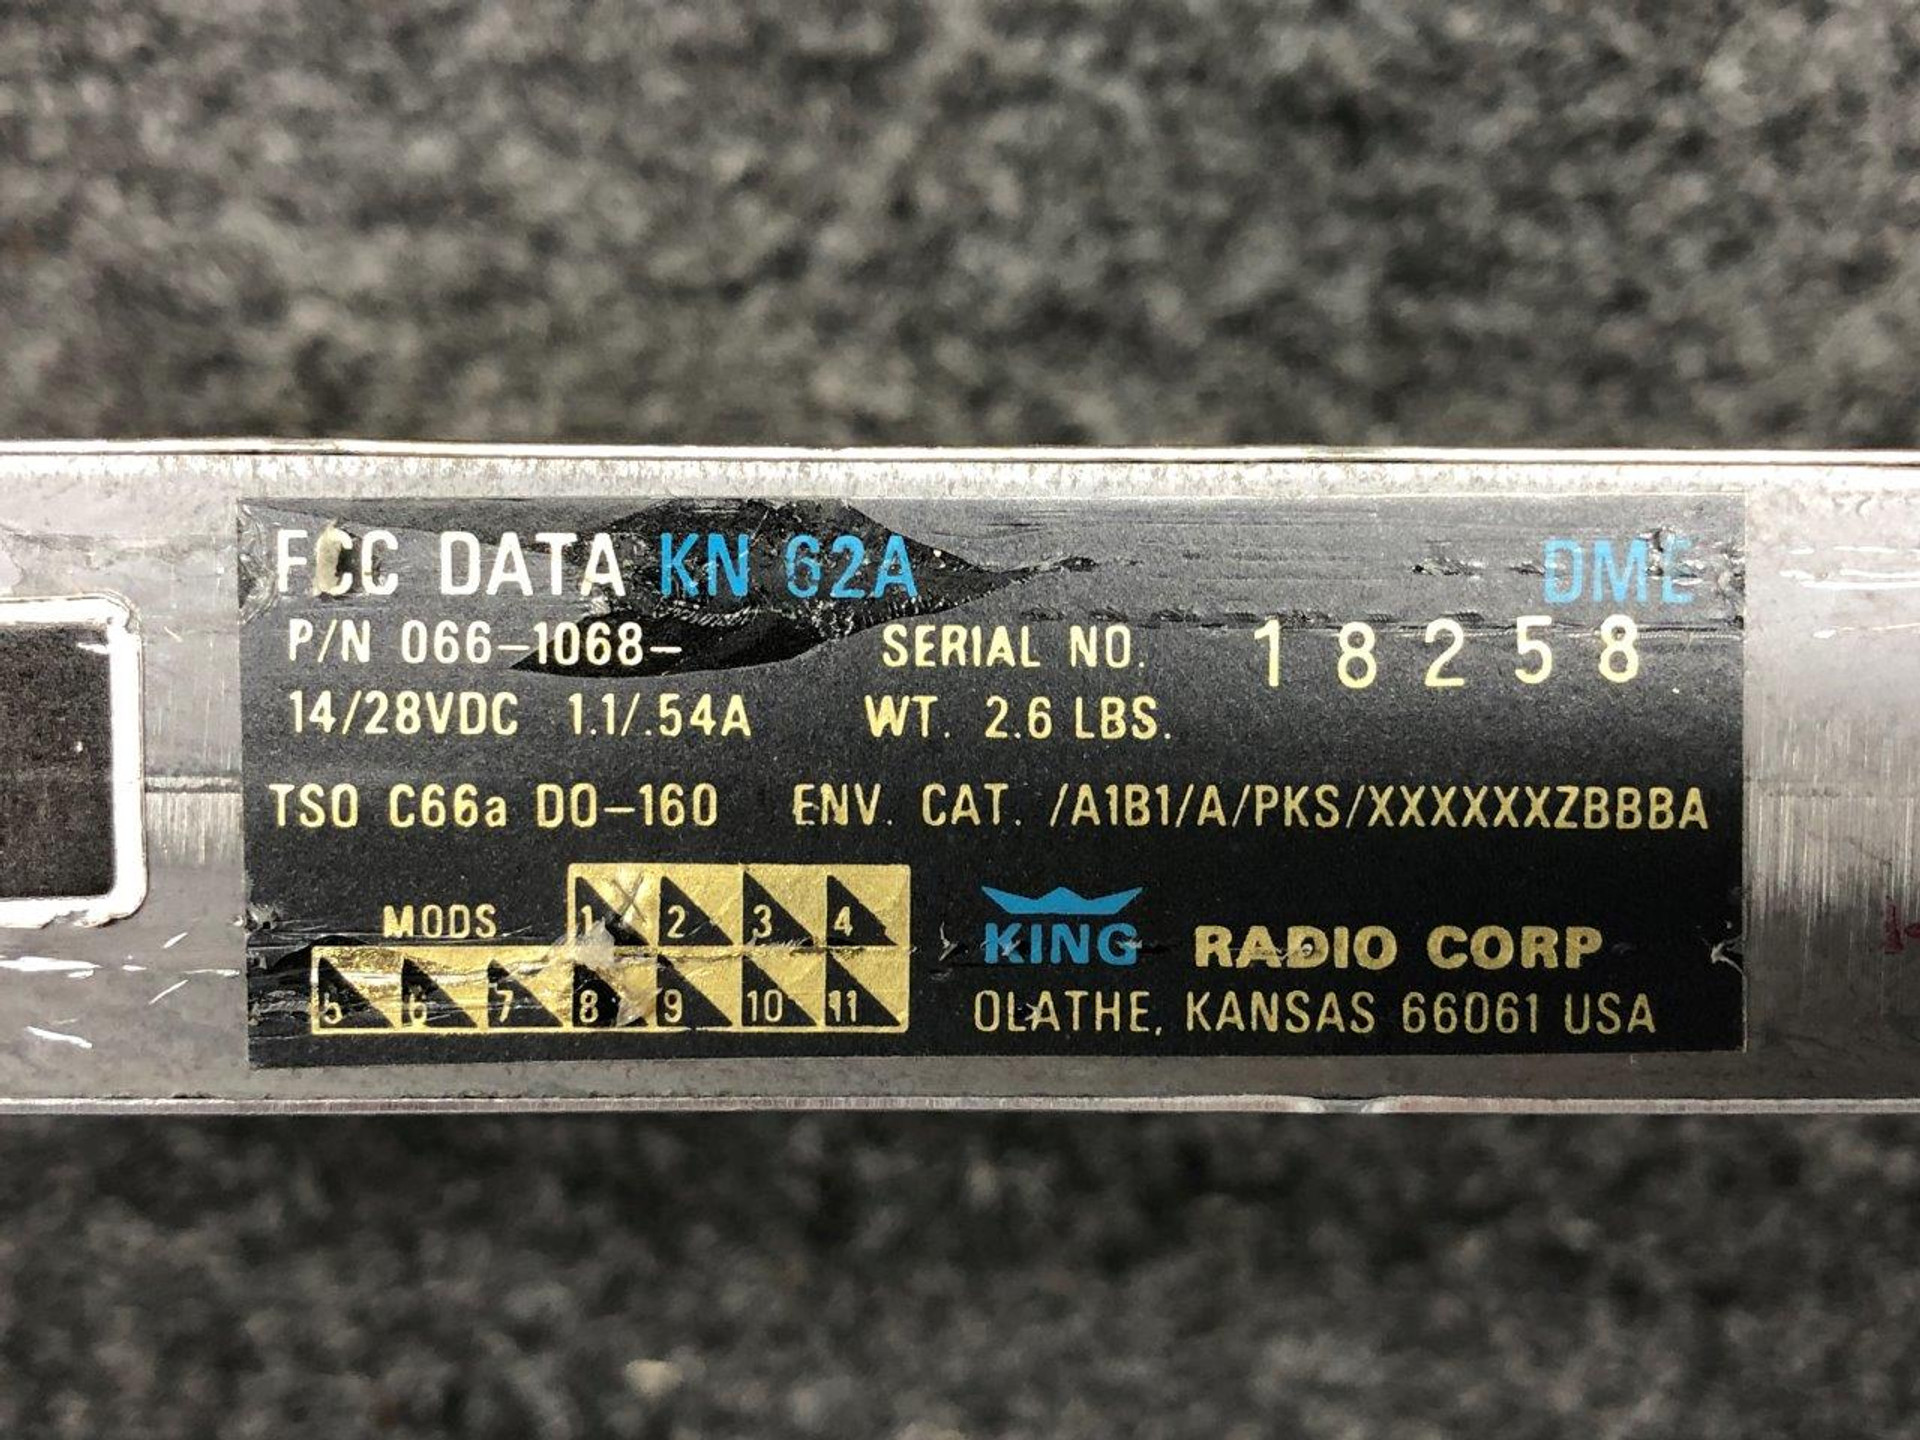 FCC DATA KN 62A DME
P/N 066-1068- SERIAL NO. 18258
14/28VDC 1.1/.54A WT. 2.6 LBS.
TSO C66a DO-160 ENV. CAT. /A1B1/A/PKS/XXXXXXZBBBA
MODS 1 X 2 3 4
5 6 7 8 9 10 11
KING RADIO CORP
OLATHE, KANSAS 66061 USA